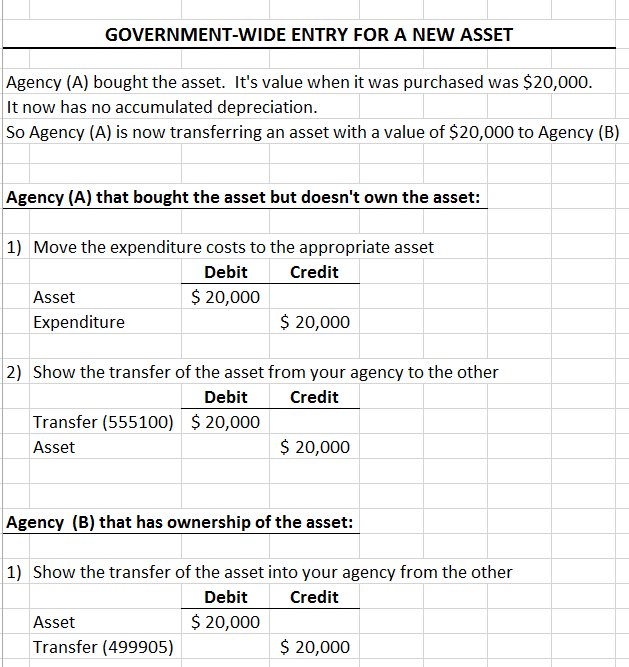 GOVERNMENT-WIDE ENTRY FOR A NEW ASSET
Agency (A) bought the asset.  It's value when it was purchased was $20,000.
It now has no accumulated depreciation.
So Agency (A) is now transferring an asset with a value of $20,000 to Agency (B)
Agency (A) that bought the asset but doesn't own the asset:
1) Move the expenditure costs to the appropriate asset
Debit Credit
Asset $ 20,000
Expenditure $ 20,000
2) Show the transfer of the asset from your agency to the other
Debit Credit
Transfer (555100) $ 20,000
Asset $ 20,000
Agency  (B) that has ownership of the asset:
1) Show the transfer of the asset into your agency from the other
Debit Credit
Asset $ 20,000
Transfer (499905) $ 20,000